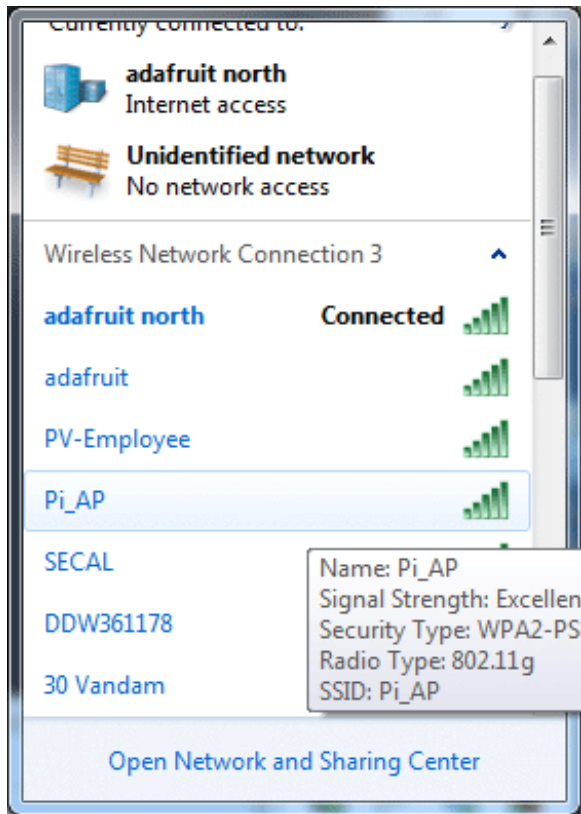 Currently connected to:
adafruit north
Internet access
Unidentified network
No network access
Wireless Network Connection 3
adafruit north Connected
adafruit
PV-Employee
Pi_AP
SECAL
DDW361178
30 Vandam
Name: Pi_AP
Signal Strength: Excellen
Security Type: WPA2-PS
Radio Type: 802.11g
SSID: Pi_AP
Open Network and Sharing Center